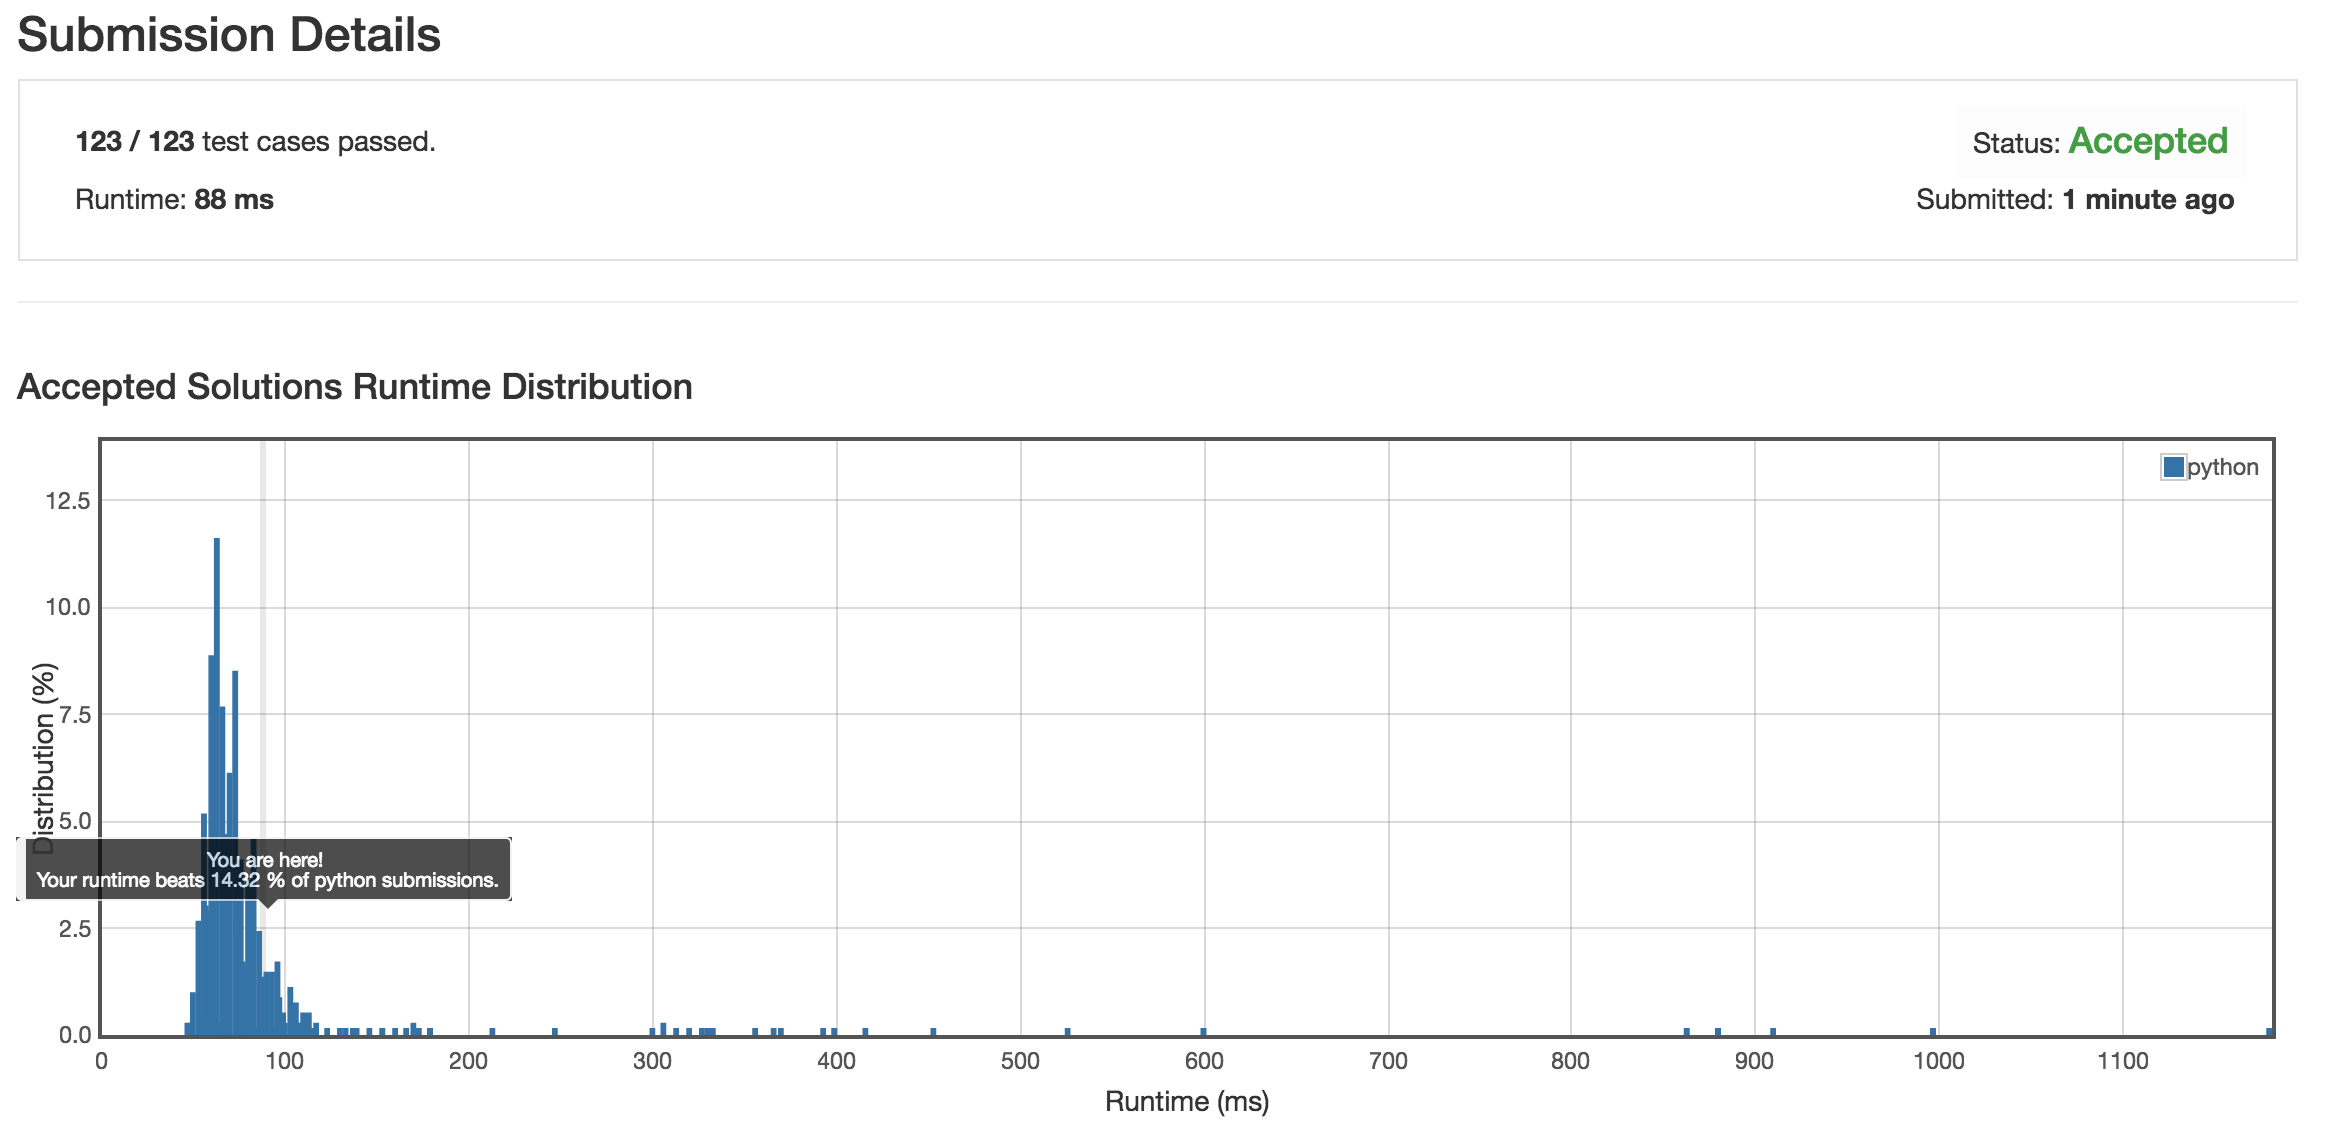 Submission Details
123 / 123 test cases passed.
Status: Accepted
Runtime: 88 ms
Submitted: 1 minute ago
Accepted Solutions Runtime Distribution
python
12.5
10.0
7.5
5.0
2.5
0.0
Distribution (%)
You are here!
Your runtime beats 14.32 % of python submissions.
0 100 200 300 400 500 600 700 800 900 1000 1100
Runtime (ms)